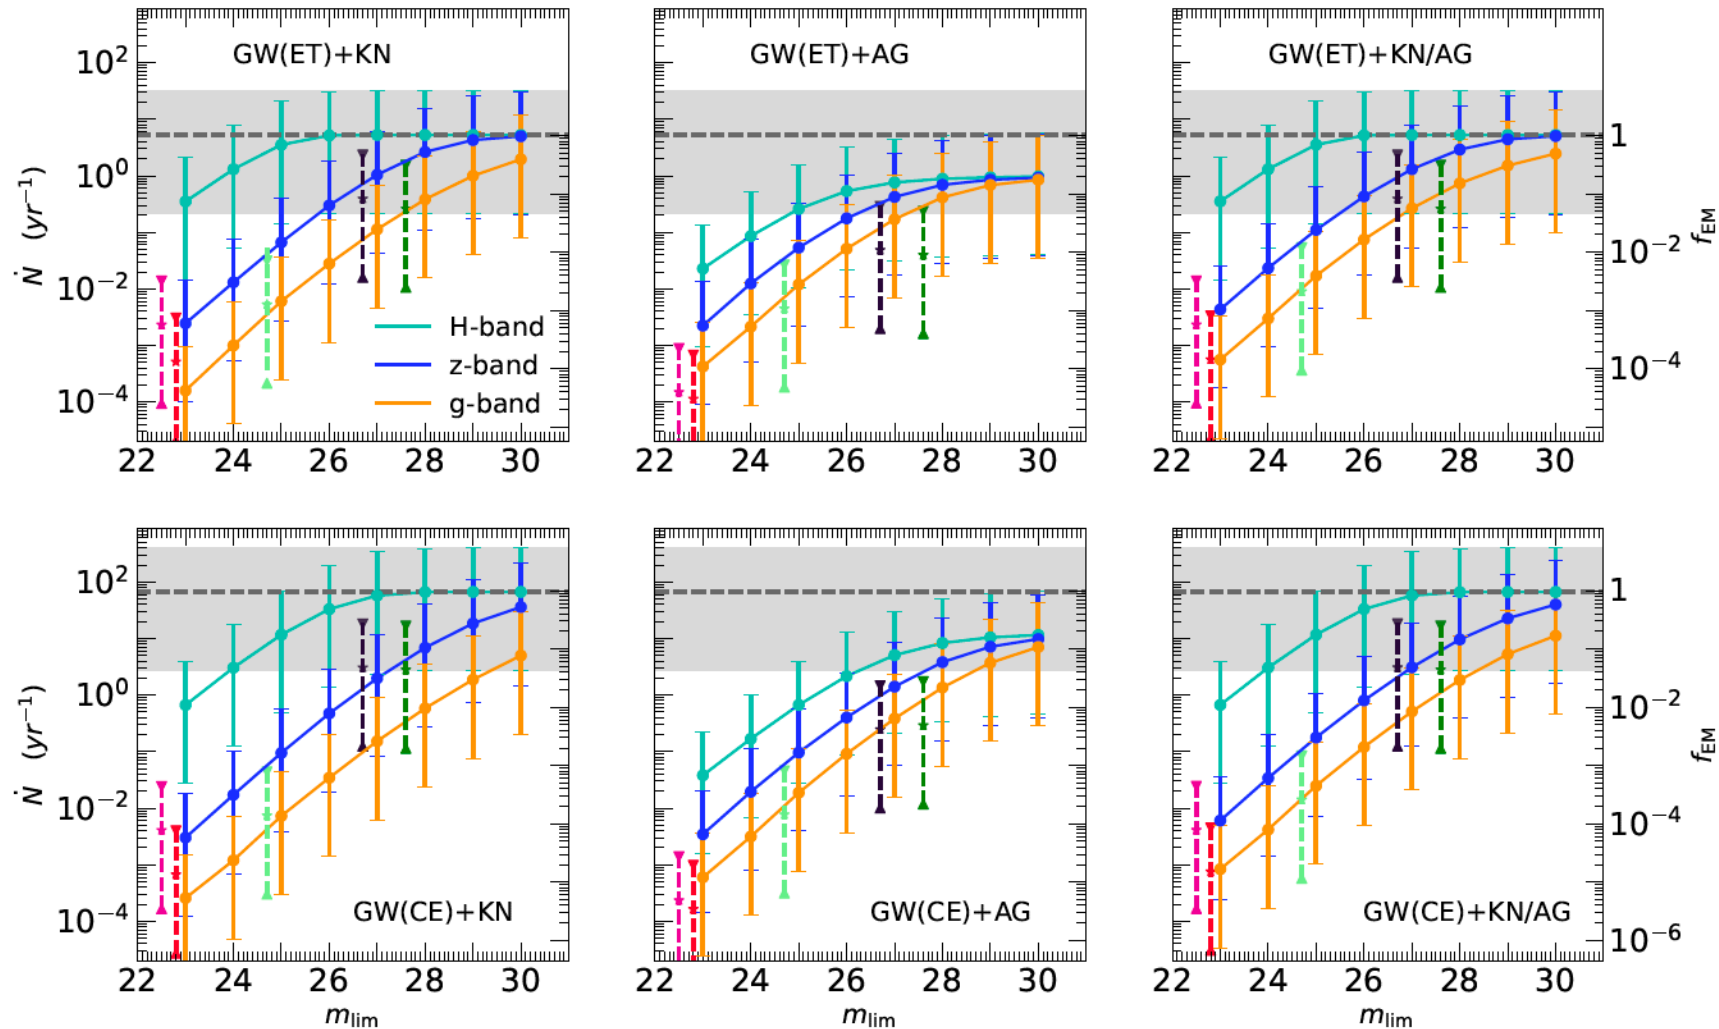 GW(ET)+KN
GW(ET)+AG
GW(ET)+KN/AG
10²
10⁰
10⁻²
10⁻⁴
Ṅ (yr⁻¹)
H-band
z-band
g-band
1
10⁻²
10⁻⁴
f_EM
22 24 26 28 30
22 24 26 28 30
22 24 26 28 30
10²
10⁰
10⁻²
10⁻⁴
Ṅ (yr⁻¹)
GW(CE)+KN
GW(CE)+AG
GW(CE)+KN/AG
1
10⁻²
10⁻⁴
10⁻⁶
f_EM
22 24 26 28 30
22 24 26 28 30
22 24 26 28 30
m_lim
m_lim
m_lim